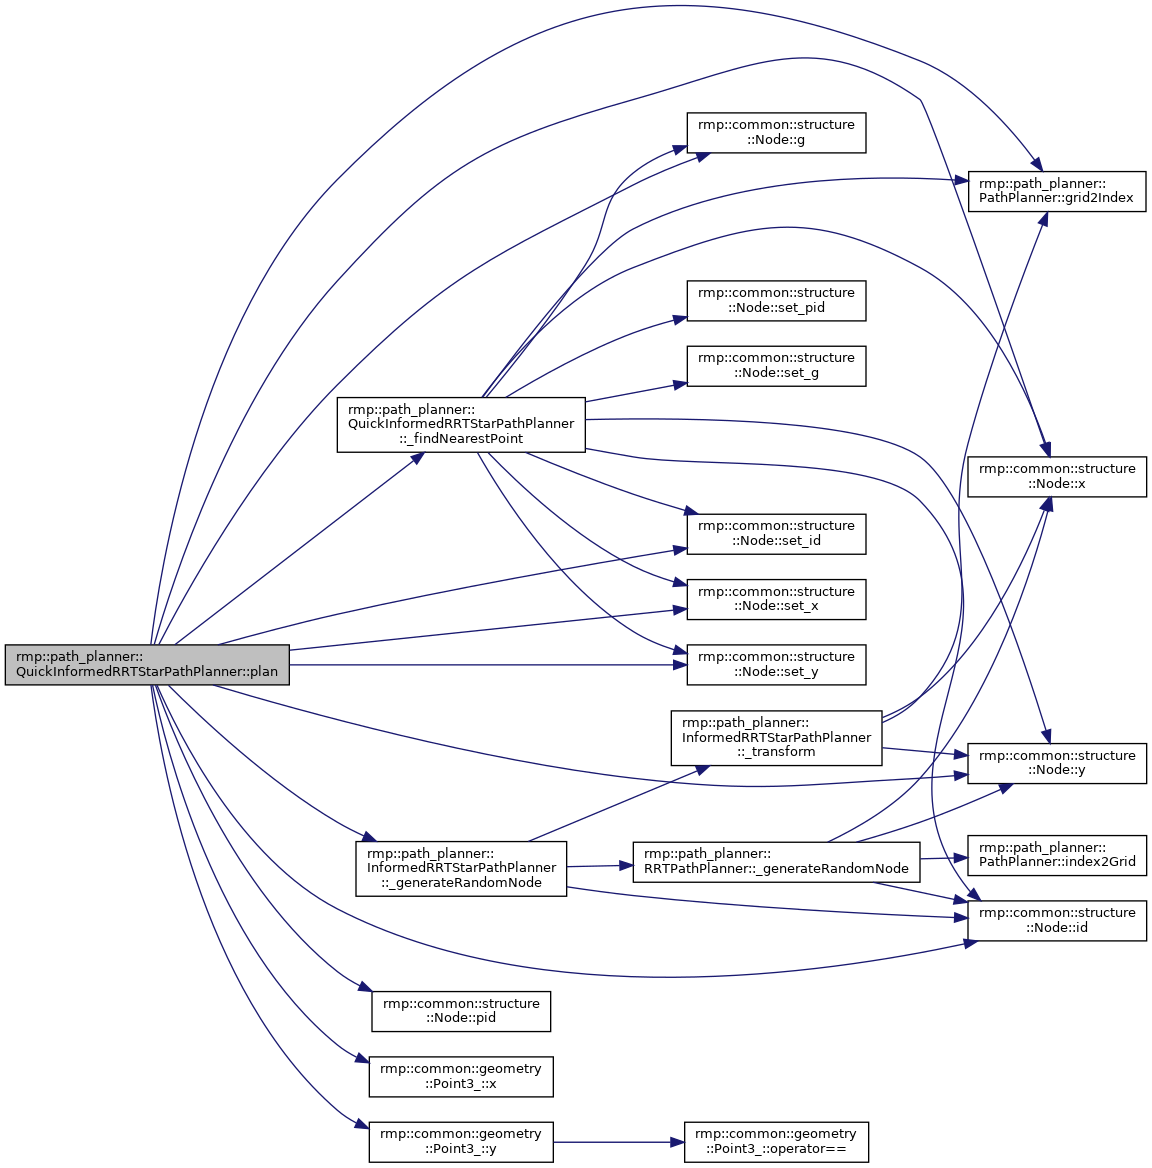 rmp::common::structure
::Node::g
rmp::path_planner::
PathPlanner::grid2Index
rmp::common::structure
::Node::set_pid
rmp::common::structure
::Node::set_g
rmp::path_planner::
QuickInformedRRTStarPathPlanner
::_findNearestPoint
rmp::common::structure
::Node::x
rmp::common::structure
::Node::set_id
rmp::common::structure
::Node::set_x
rmp::path_planner::
QuickInformedRRTStarPathPlanner::plan
rmp::common::structure
::Node::set_y
rmp::path_planner::
InformedRRTStarPathPlanner
::_transform
rmp::common::structure
::Node::y
rmp::path_planner::
InformedRRTStarPathPlanner
::_generateRandomNode
rmp::path_planner::
RRTPathPlanner::_generateRandomNode
rmp::path_planner::
PathPlanner::index2Grid
rmp::common::structure
::Node::id
rmp::common::structure
::Node::pid
rmp::common::geometry
::Point3_::x
rmp::common::geometry
::Point3_::y
rmp::common::geometry
::Point3_::operator==